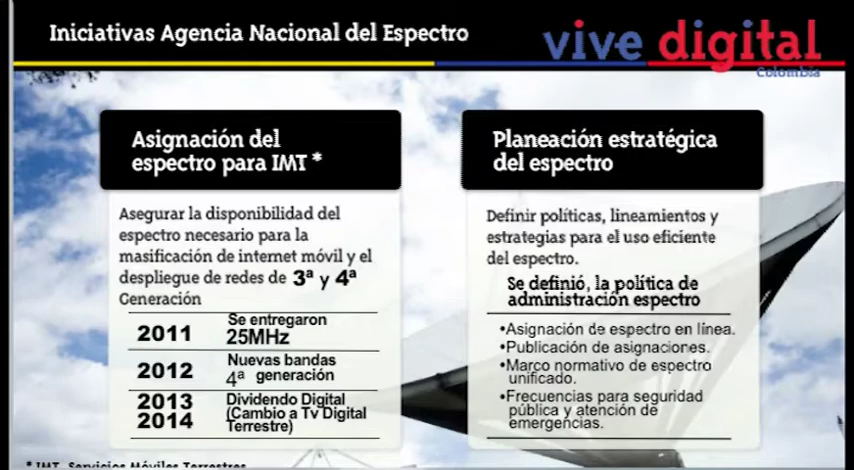 Iniciativas Agencia Nacional del Espectro
vive digital
Colombia
Asignación del
espectro para IMT *
Asegurar la disponibilidad del
espectro necesario para la
masificación de internet móvil y el
despliegue de redes de 3ª y 4ª
Generación
2011 Se entregaron
25MHz
2012 Nuevas bandas
4ª generación
2013 Dividendo Digital
2014 (Cambio a Tv Digital
Terrestre)
Planeación estratégica
del espectro
Definir políticas, lineamientos y
estrategias para el uso eficiente
del espectro.
Se definió, la política de
administración espectro
•Asignación de espectro en línea.
•Publicación de asignaciones.
•Marco normativo de espectro
unificado.
•Frecuencias para seguridad
pública y atención de
emergencias.
* IMT Servicios Móviles Terrestres